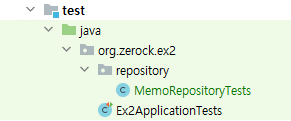 test
java
org.zerock.ex2
repository
MemoRepositoryTests
Ex2ApplicationTests